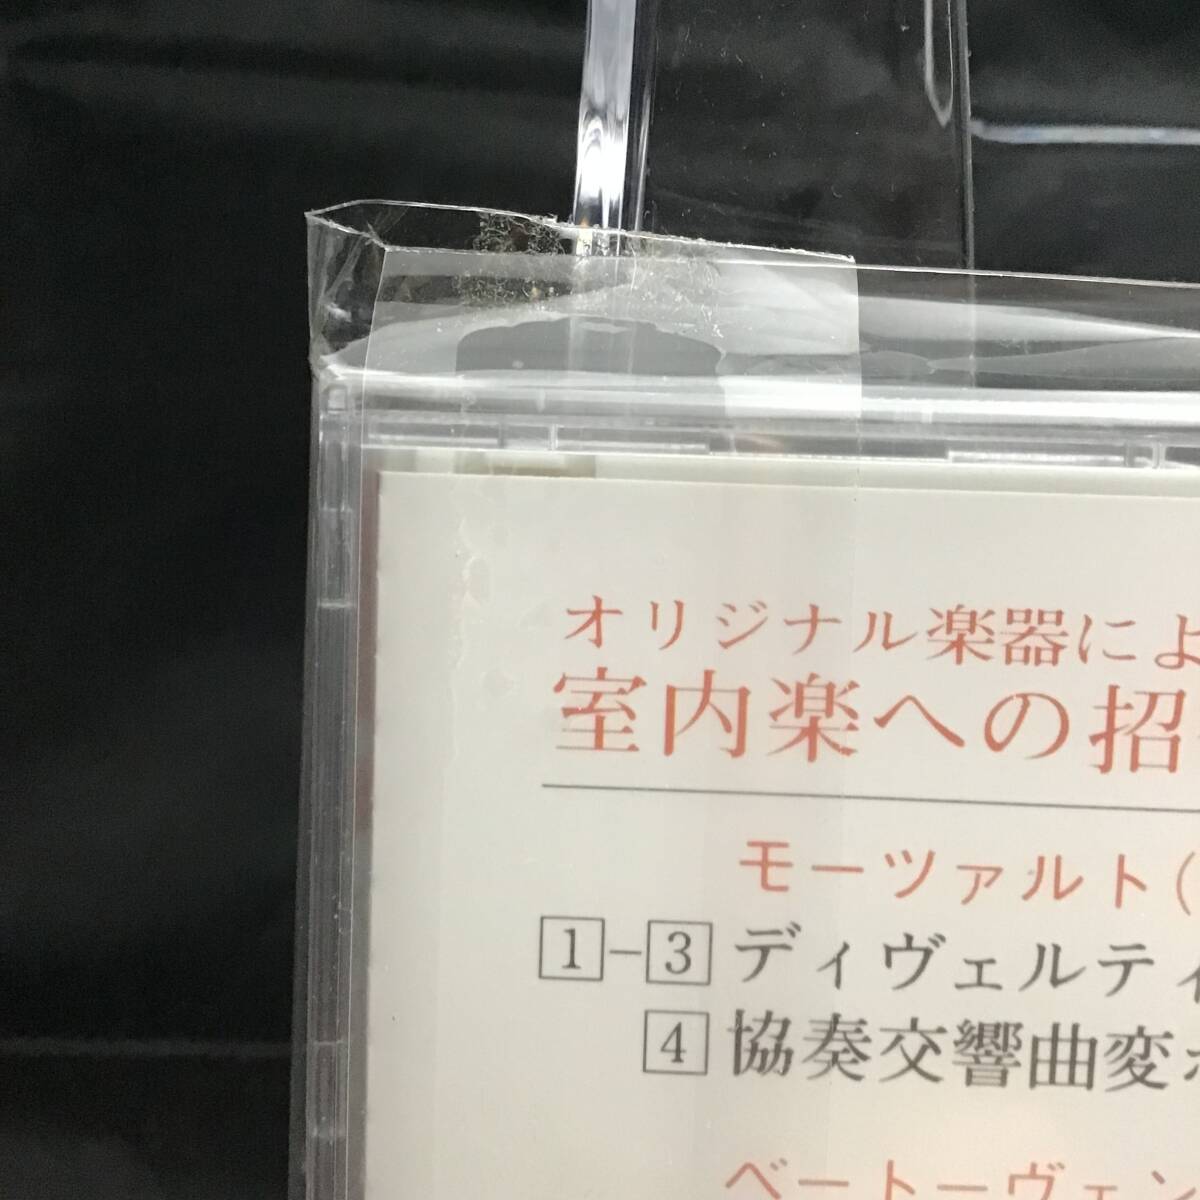 オリジナル楽器によ
室内楽への招
モーツァルト(
1-3 ディヴェルティ
4 協奏交響曲変
ベートーヴェン